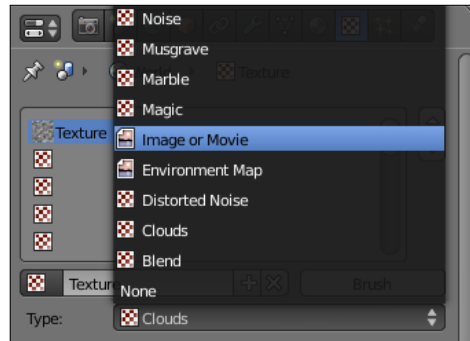 Noise
Musgrave
Texture
Marble
Magic
Texture
Image or Movie
Environment Map
Distorted Noise
Clouds
Blend
Texture
Brush
None
Type:
Clouds